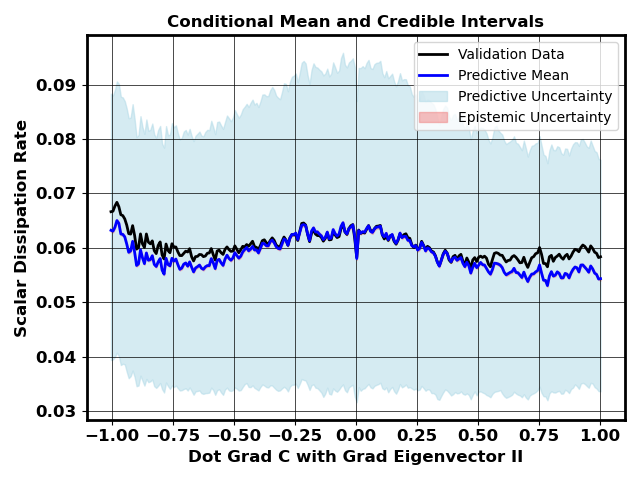 Conditional Mean and Credible Intervals
Scalar Dissipation Rate
0.09
0.08
0.07
0.06
0.05
0.04
0.03
Validation Data
Predictive Mean
Predictive Uncertainty
Epistemic Uncertainty
−1.00 −0.75 −0.50 −0.25 0.00 0.25 0.50 0.75 1.00
Dot Grad C with Grad Eigenvector II